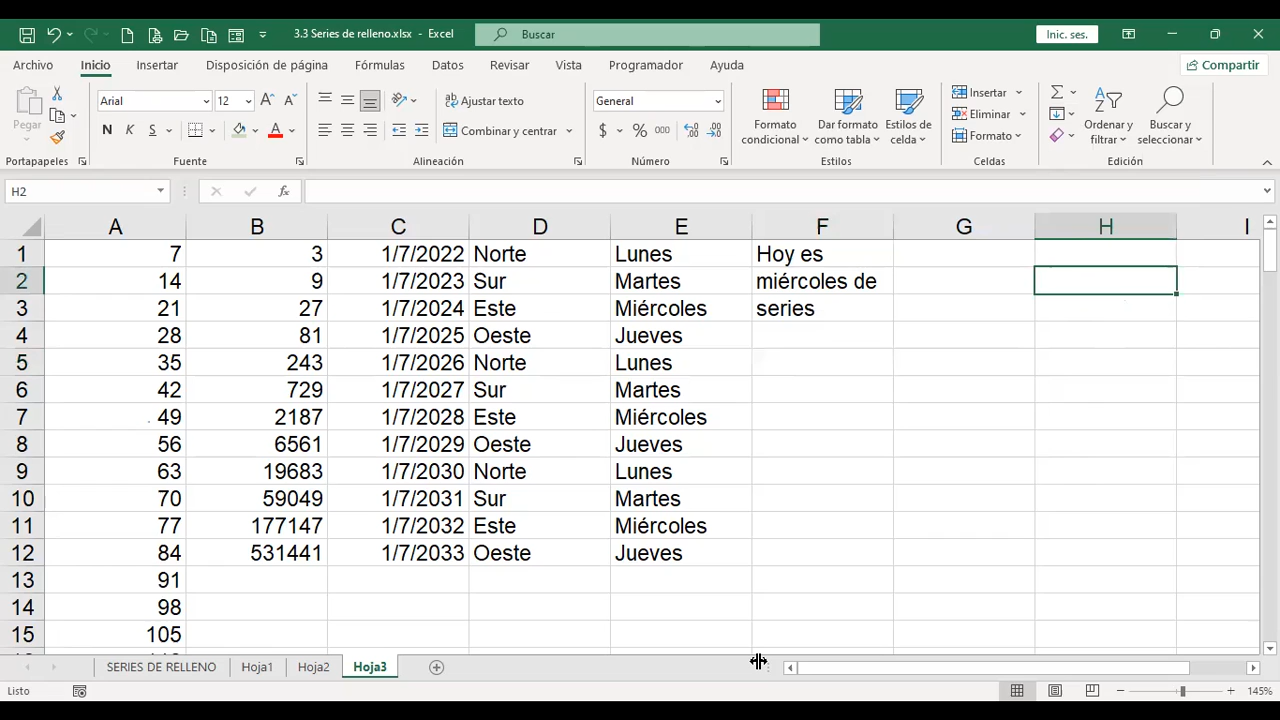 3.3 Series de relleno.xlsx - Excel
Buscar
Inic. ses.
Archivo Inicio Insertar Disposición de página Fórmulas Datos Revisar Vista Programador Ayuda Compartir
Pegar
Portapapeles
Arial 12
N K S A
Fuente
Ajustar texto
Combinar y centrar
Alineación
General
$ % 000
Número
Formato condicional
Dar formato como tabla
Estilos de celda
Estilos
Insertar
Eliminar
Formato
Celdas
Ordenar y filtrar
Buscar y seleccionar
Edición
H2 fx
A B C D E F G H I
1 7 3 1/7/2022 Norte Lunes Hoy es
2 14 9 1/7/2023 Sur Martes miércoles de
3 21 27 1/7/2024 Este Miércoles series
4 28 81 1/7/2025 Oeste Jueves
5 35 243 1/7/2026 Norte Lunes
6 42 729 1/7/2027 Sur Martes
7 49 2187 1/7/2028 Este Miércoles
8 56 6561 1/7/2029 Oeste Jueves
9 63 19683 1/7/2030 Norte Lunes
10 70 59049 1/7/2031 Sur Martes
11 77 177147 1/7/2032 Este Miércoles
12 84 531441 1/7/2033 Oeste Jueves
13 91
14 98
15 105
SERIES DE RELLENO Hoja1 Hoja2 Hoja3
Listo 145%